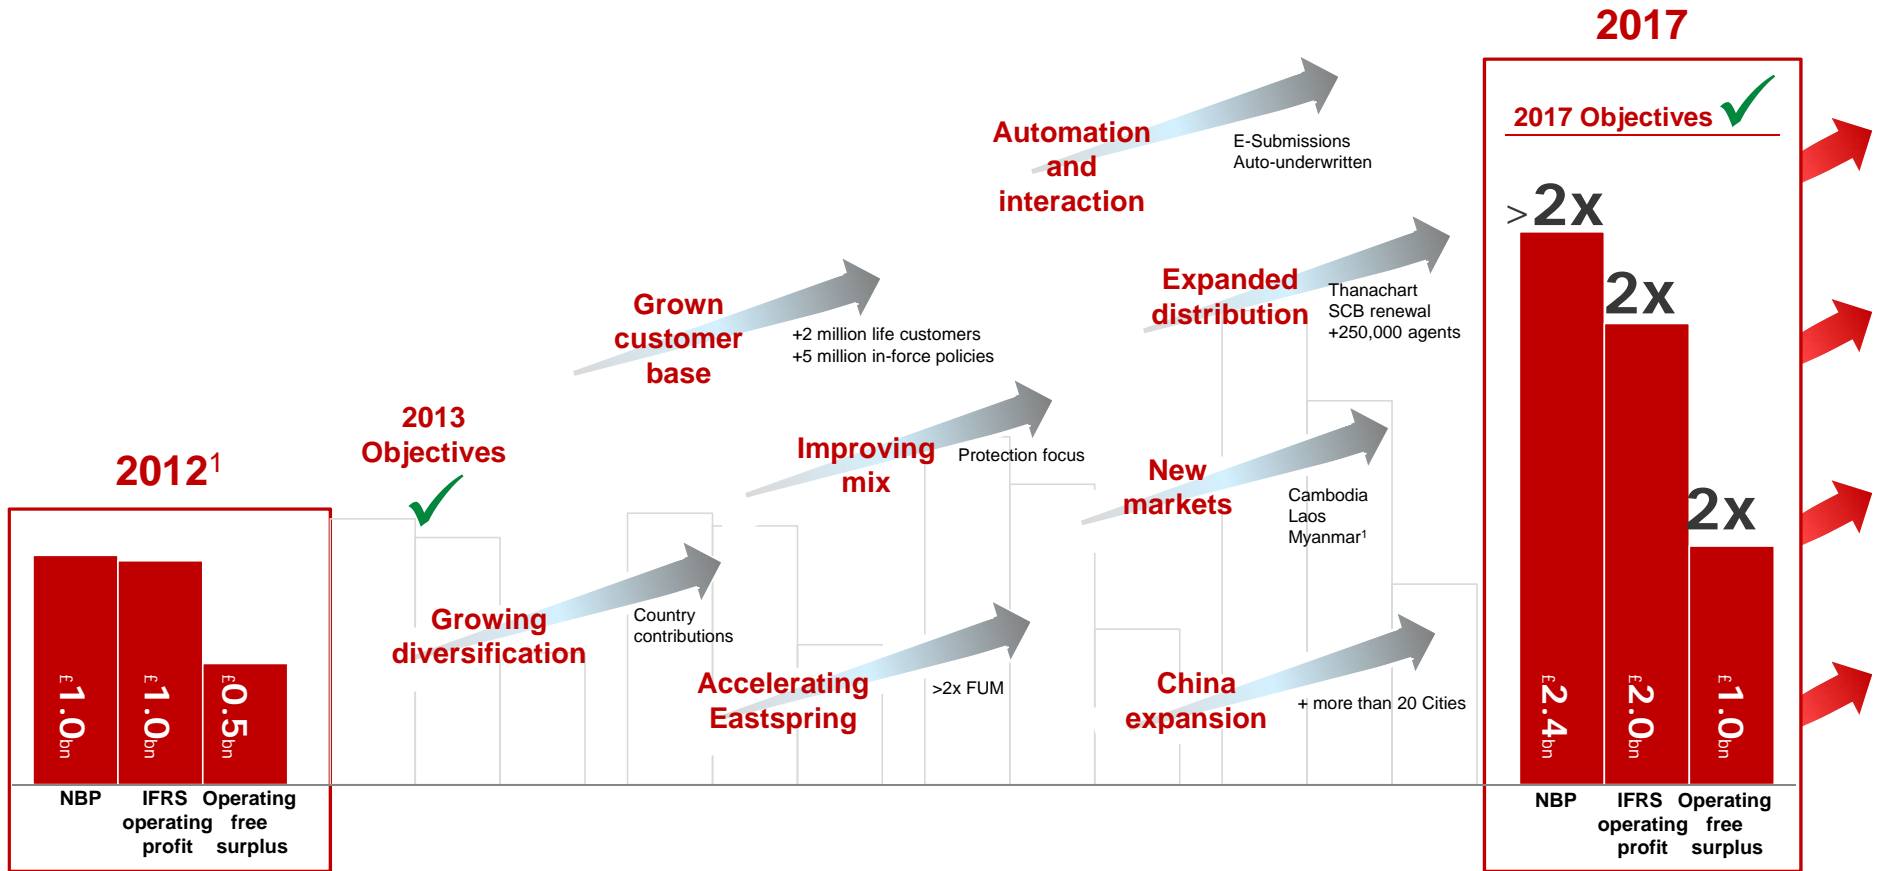 2017
2017 Objectives
Automation
and
interaction
E-Submissions
Auto-underwritten
>2x
2x
2x
Expanded
distribution
Thanachart
SCB renewal
+250,000 agents
Grown
customer
base
+2 million life customers
+5 million in-force policies
2013
Objectives
Improving
mix
Protection focus
New
markets
Cambodia
Laos
Myanmar¹
2012¹
Growing
diversification
Country
contributions
Accelerating
Eastspring
>2x FUM
China
expansion
+ more than 20 Cities
£1.0bn
£1.0bn
£0.5bn
£2.4bn
£2.0bn
£1.0bn
NBP
IFRS
operating
profit
Operating
free
surplus
NBP
IFRS
operating
profit
Operating
free
surplus